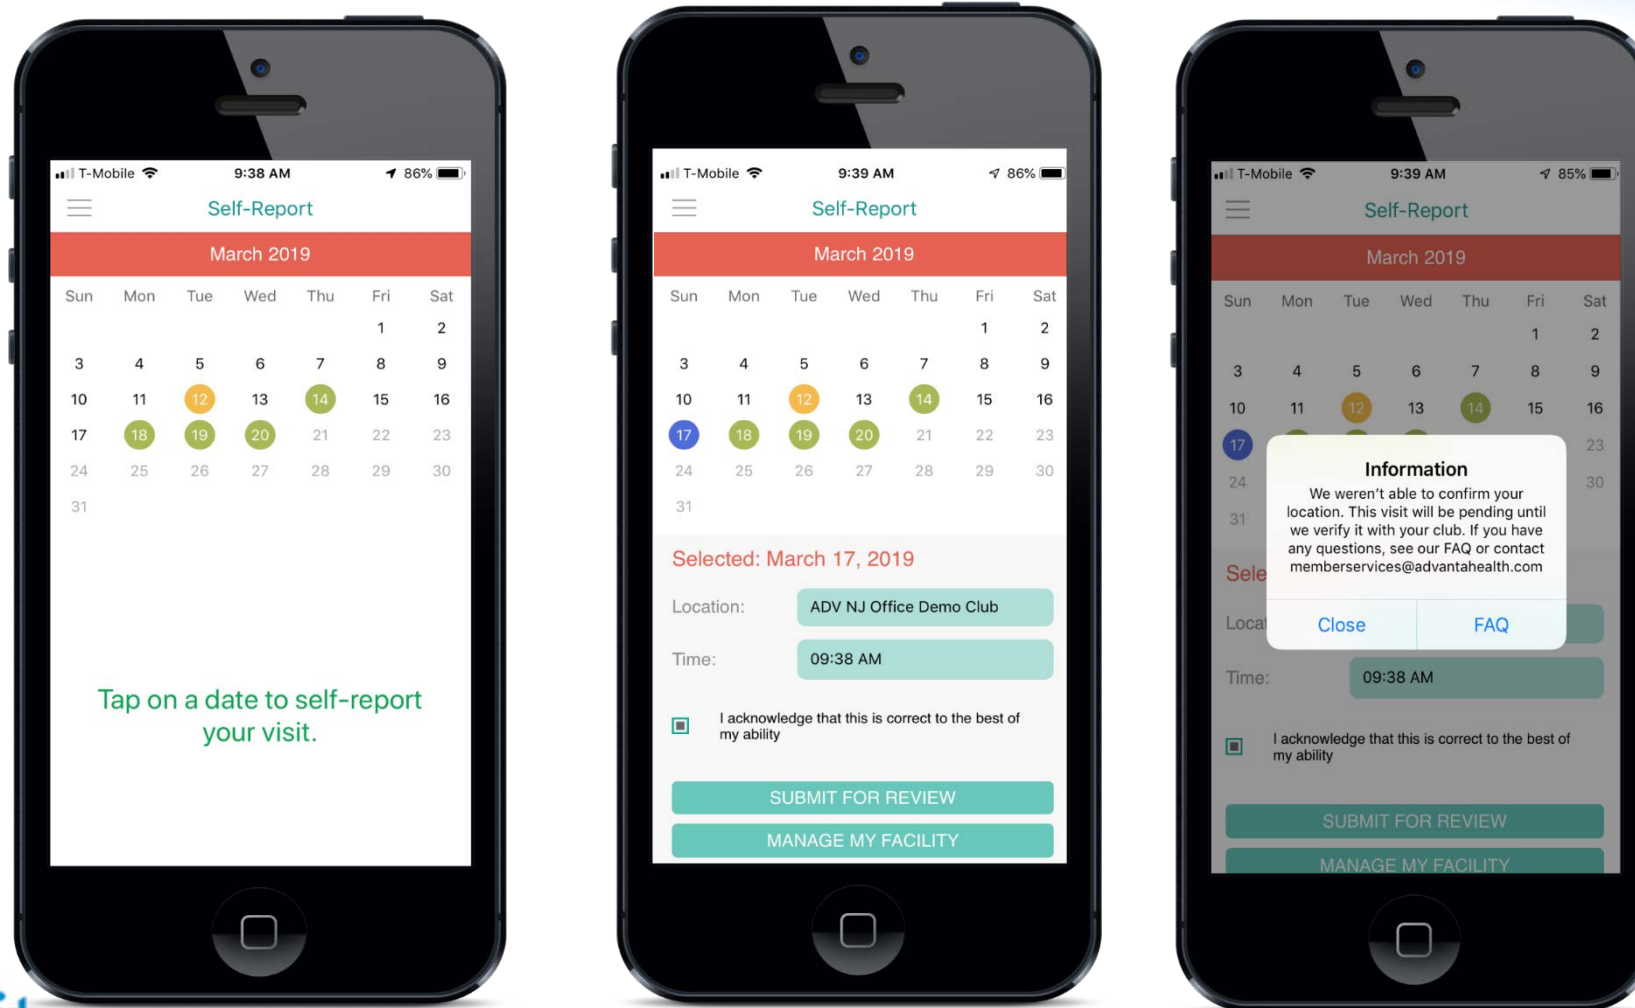 T-Mobile 9:38 AM 86%
Self-Report
March 2019
Sun Mon Tue Wed Thu Fri Sat
1 2
3 4 5 6 7 8 9
10 11 12 13 14 15 16
17 18 19 20 21 22 23
24 25 26 27 28 29 30
31
Tap on a date to self-report
your visit.
T-Mobile 9:39 AM 86%
Self-Report
March 2019
Sun Mon Tue Wed Thu Fri Sat
1 2
3 4 5 6 7 8 9
10 11 12 13 14 15 16
17 18 19 20 21 22 23
24 25 26 27 28 29 30
31
Selected: March 17, 2019
Location: ADV NJ Office Demo Club
Time: 09:38 AM
I acknowledge that this is correct to the best of
my ability
SUBMIT FOR REVIEW
MANAGE MY FACILITY
T-Mobile 9:39 AM 85%
Self-Report
March 2019
Sun Mon Tue Wed Thu Fri Sat
1 2
3 4 5 6 7 8 9
10 11 12 13 14 15 16
17 23
24 30
31
Information
We weren't able to confirm your
location. This visit will be pending until
we verify it with your club. If you have
any questions, see our FAQ or contact
memberservices@advantahealth.com
Close FAQ
Sele
Locat
Time: 09:38 AM
I acknowledge that this is correct to the best of
my ability
SUBMIT FOR REVIEW
MANAGE MY FACILITY